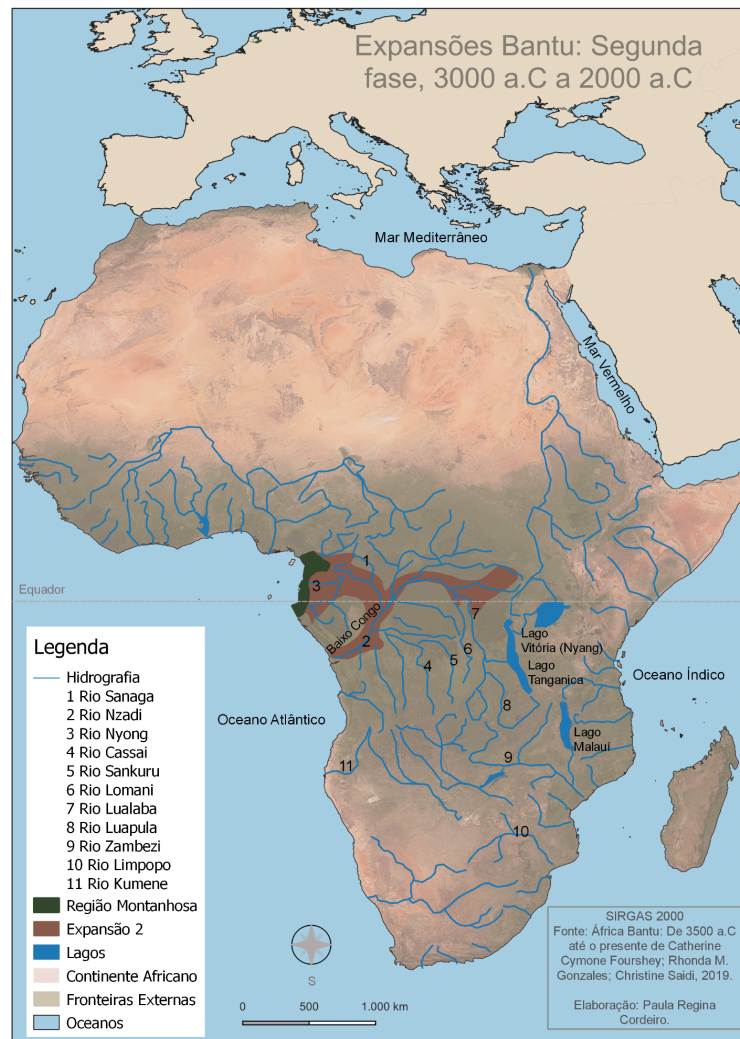 Expansões Bantu: Segunda
fase, 3000 a.C a 2000 a.C
Mar Mediterrâneo
Mar Vermelho
1
3
Equador
7
Baixo Congo
2
Lago
Vitória (Nyang)
6
5
4
Lago
Tanganica
Oceano Índico
8
Oceano Atlântico
Lago
Malauí
9
11
10
Legenda
Hidrografia
1 Rio Sanaga
2 Rio Nzadi
3 Rio Nyong
4 Rio Cassai
5 Rio Sankuru
6 Rio Lomani
7 Rio Lualaba
8 Rio Luapula
9 Rio Zambezi
10 Rio Limpopo
11 Rio Kumene
Região Montanhosa
Expansão 2
Lagos
Continente Africano
Fronteiras Externas
Oceanos
S
0 500 1.000 km
SIRGAS 2000
Fonte: África Bantu: De 3500 a.C
até o presente de Catherine
Cymone Fourshey; Rhonda M.
Gonzales; Christine Saidi, 2019.
Elaboração: Paula Regina
Cordeiro.